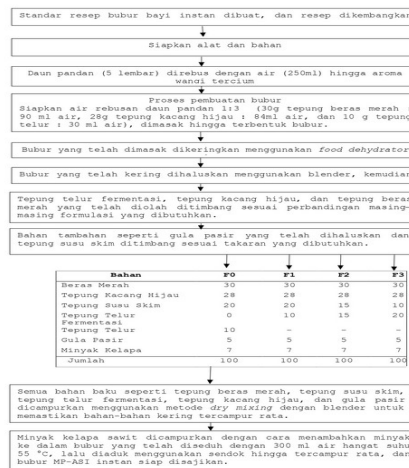 Standar resep bubur bayi instan dibuat, dan resep dikembangkan
Siapkan alat dan bahan
Daun pandan (5 lembar) direbus dengan air (250ml) hingga aroma
wangi tercium
Proses pembuatan bubur
Siapkan air rebusan daun pandan 1:3 (30g tepung beras merah :
90 ml air, 28g tepung kacang hijau : 84ml air, dan 10 g tepung
telur : 30 ml air), dimasak hingga terbentuk bubur.
Bubur yang telah dimasak dikeringkan menggunakan food dehydrator
Bubur yang telah kering dihaluskan menggunakan blender, kemudian
Tepung telur fermentasi, tepung kacang hijau, dan tepung beras
merah yang telah diolah ditimbang sesuai perbandingan masing-
masing formulasi yang dibutuhkan.
Bahan tambahan seperti gula pasir yang telah dihaluskan dan
tepung susu skim ditimbang sesuai takaran yang dibutuhkan.
Bahan F0 F1 F2 F3
Beras Merah 30 30 30 30
Tepung Kacang Hijau 28 28 28 28
Tepung Susu Skim 20 20 15 10
Tepung Telur 0 10 15 20
Fermentasi
Tepung Telur 10 - - -
Gula Pasir 5 5 5 5
Minyak Kelapa 7 7 7 7
Jumlah 100 100 100 100
Semua bahan baku seperti tepung beras merah, tepung susu skim,
tepung telur fermentasi, tepung kacang hijau, dan gula pasir
dicampurkan menggunakan metode dry mixing dengan blender untuk
memastikan bahan-bahan kering tercampur rata.
Minyak kelapa sawit dicampurkan dengan cara menambahkan minyak
ke dalam bubur yang telah diseduh dengan 300 ml air hangat suhu
55 °C, lalu diaduk menggunakan sendok hingga tercampur rata, dan
bubur MP-ASI instan siap disajikan.